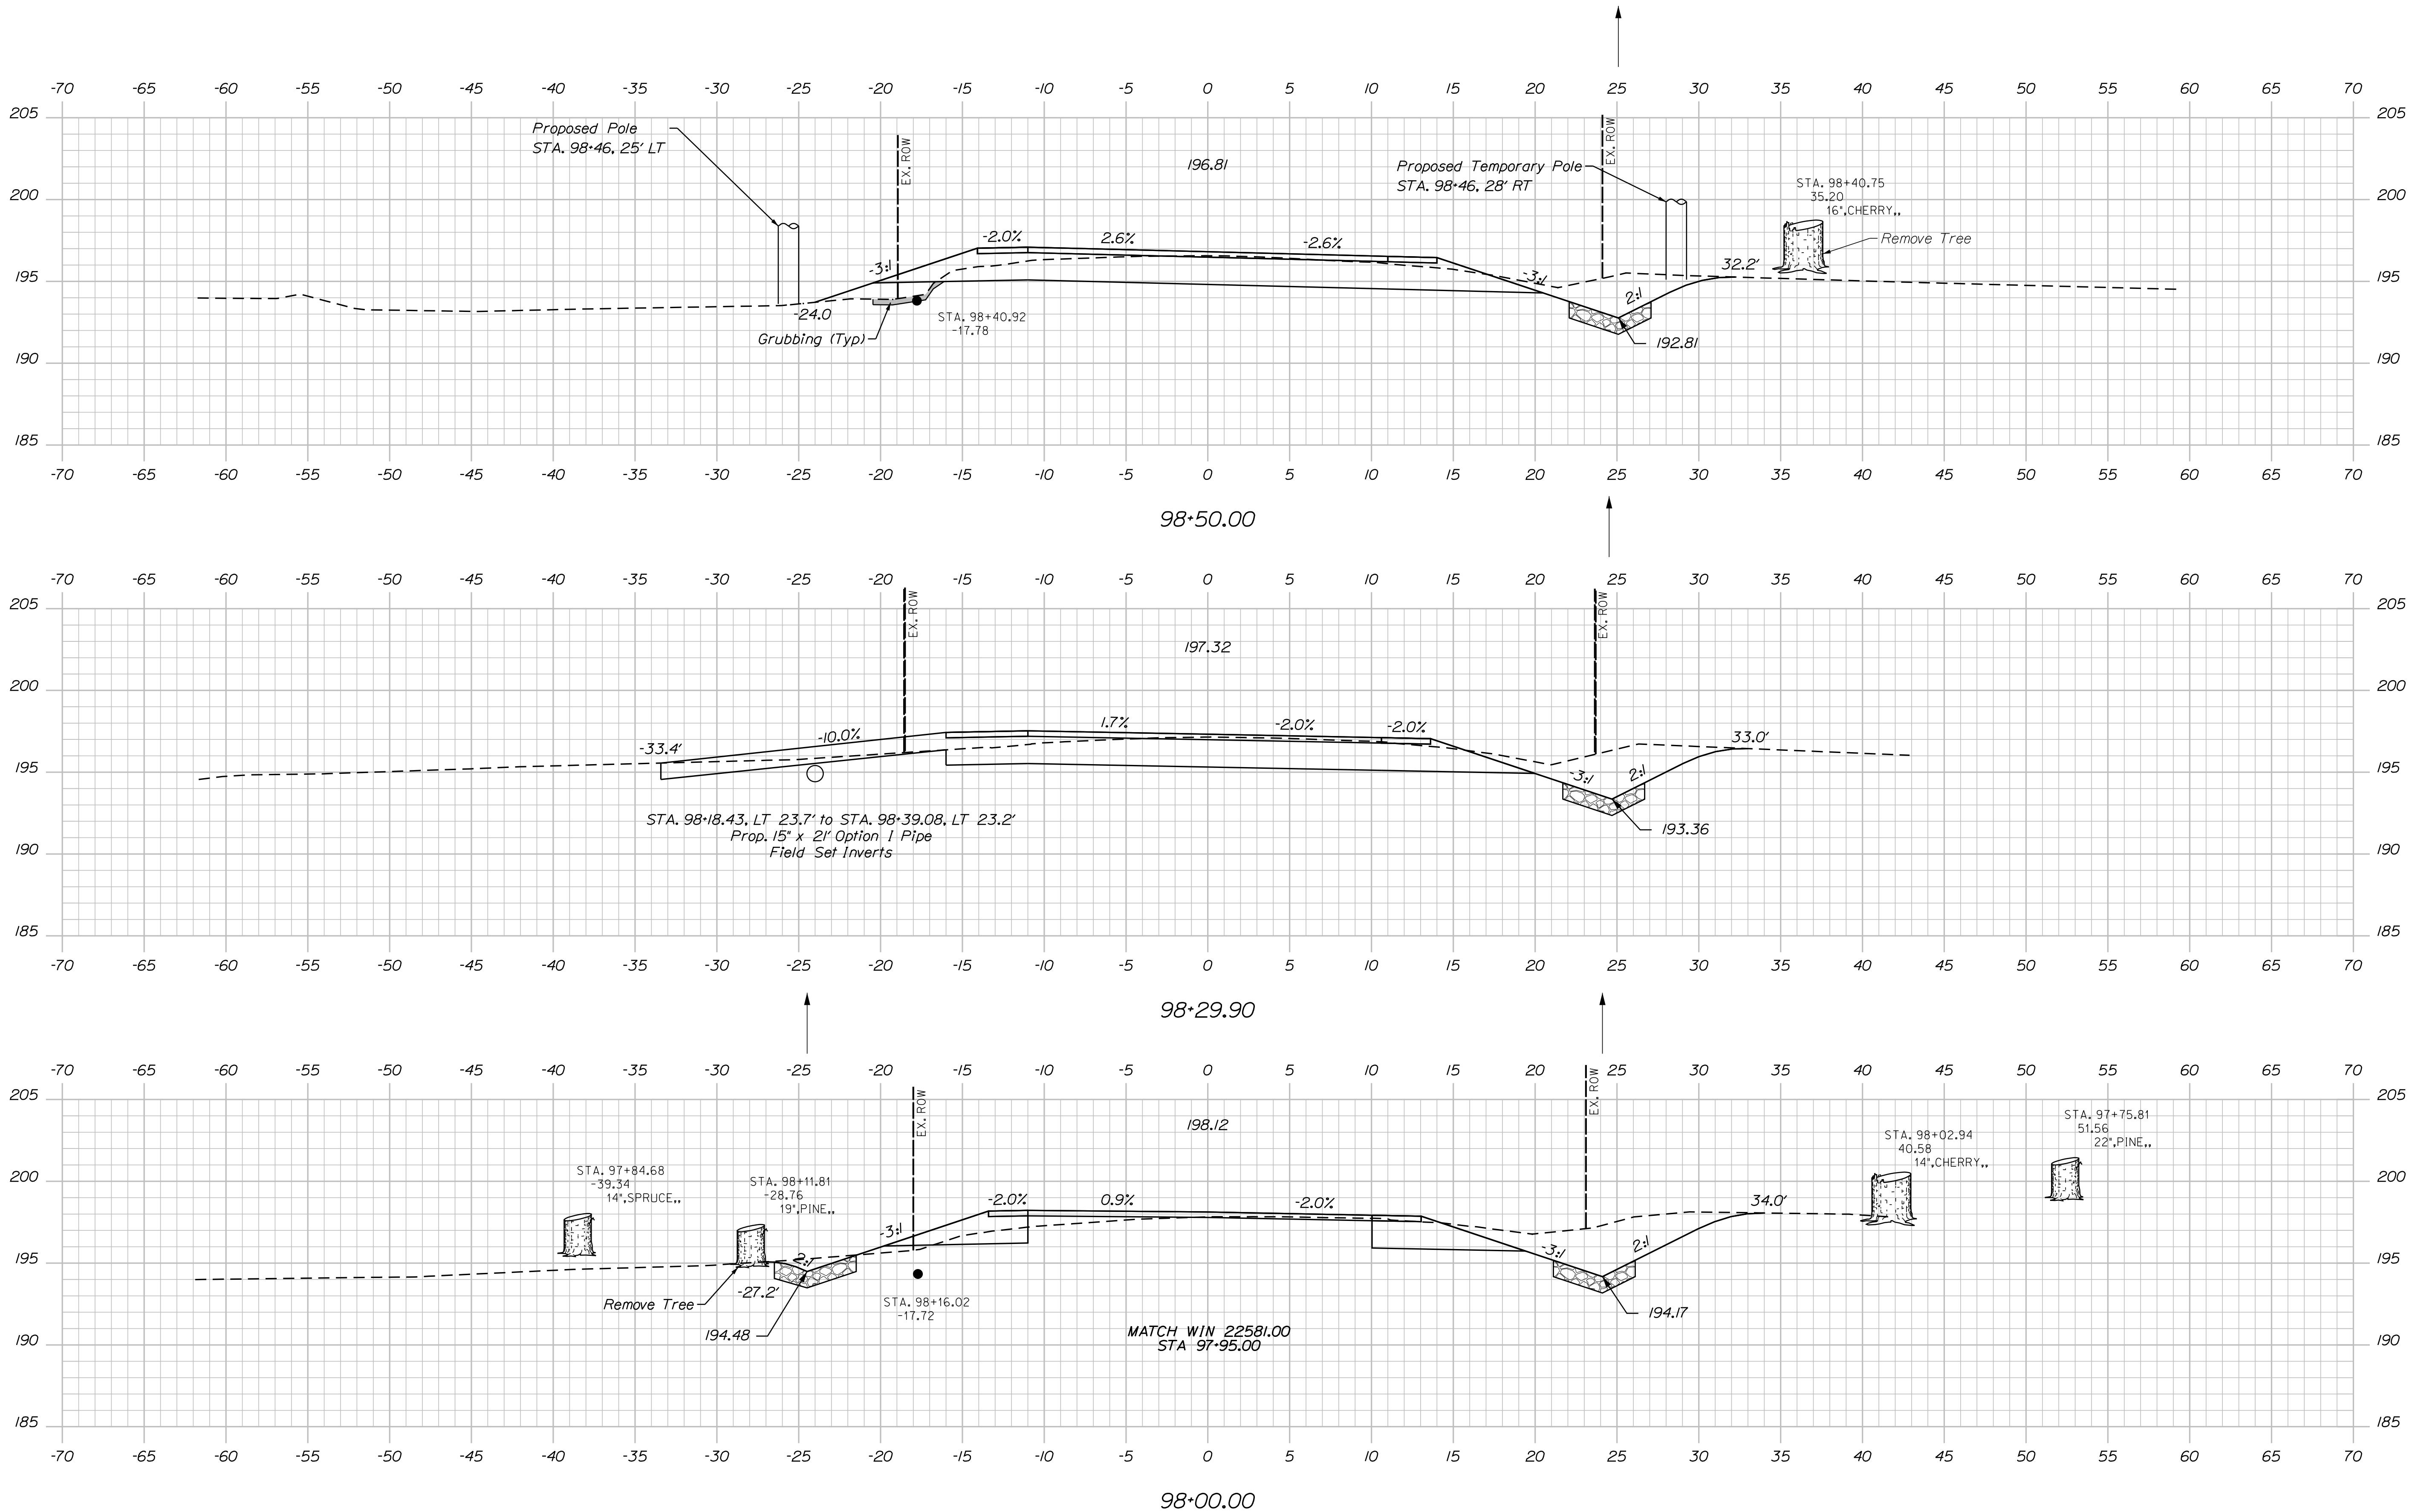 -70 -65 -60 -55 -50 -45 -40 -35 -30 -25 -20 -15 -10 -5 0 5 10 15 20 25 30 35 40 45 50 55 60 65 70
205 205
Proposed Pole
STA. 98+46, 25' LT
EX. ROW
196.81
Proposed Temporary Pole
STA. 98+46, 28' RT
EX. ROW
STA. 98+40.75
35.20
16",CHERRY,,
Remove Tree
200 200
-3:1
-2.0%
2.6%
-2.6%
-3:1
2:1
32.2'
195 195
-24.0
Grubbing (Typ)
STA. 98+40.92
-17.78
192.81
190 190
185 185
-70 -65 -60 -55 -50 -45 -40 -35 -30 -25 -20 -15 -10 -5 0 5 10 15 20 25 30 35 40 45 50 55 60 65 70
98+50.00
-70 -65 -60 -55 -50 -45 -40 -35 -30 -25 -20 -15 -10 -5 0 5 10 15 20 25 30 35 40 45 50 55 60 65 70
205 205
EX. ROW
197.32
EX. ROW
200 200
-33.4'
-10.0%
1.7%
-2.0%
-2.0%
-3:1
2:1
33.0'
195 195
STA. 98+18.43, LT 23.7' to STA. 98+39.08, LT 23.2'
Prop. 15" x 21' Option I Pipe
Field Set Inverts
193.36
190 190
185 185
-70 -65 -60 -55 -50 -45 -40 -35 -30 -25 -20 -15 -10 -5 0 5 10 15 20 25 30 35 40 45 50 55 60 65 70
98+29.90
-70 -65 -60 -55 -50 -45 -40 -35 -30 -25 -20 -15 -10 -5 0 5 10 15 20 25 30 35 40 45 50 55 60 65 70
205 205
EX. ROW
198.12
EX. ROW
STA. 97+75.81
51.56
22",PINE,,
STA. 98+02.94
40.58
14",CHERRY,,
STA. 97+84.68
-39.34
14",SPRUCE,,
STA. 98+11.81
-28.76
19",PINE,,
200 200
-3:1
-2.0%
0.9%
-2.0%
-3:1
2:1
34.0'
195 195
Remove Tree
-27.2'
194.48
STA. 98+16.02
-17.72
MATCH WIN 22581.00
STA 97+95.00
194.17
190 190
185 185
-70 -65 -60 -55 -50 -45 -40 -35 -30 -25 -20 -15 -10 -5 0 5 10 15 20 25 30 35 40 45 50 55 60 65 70
98+00.00